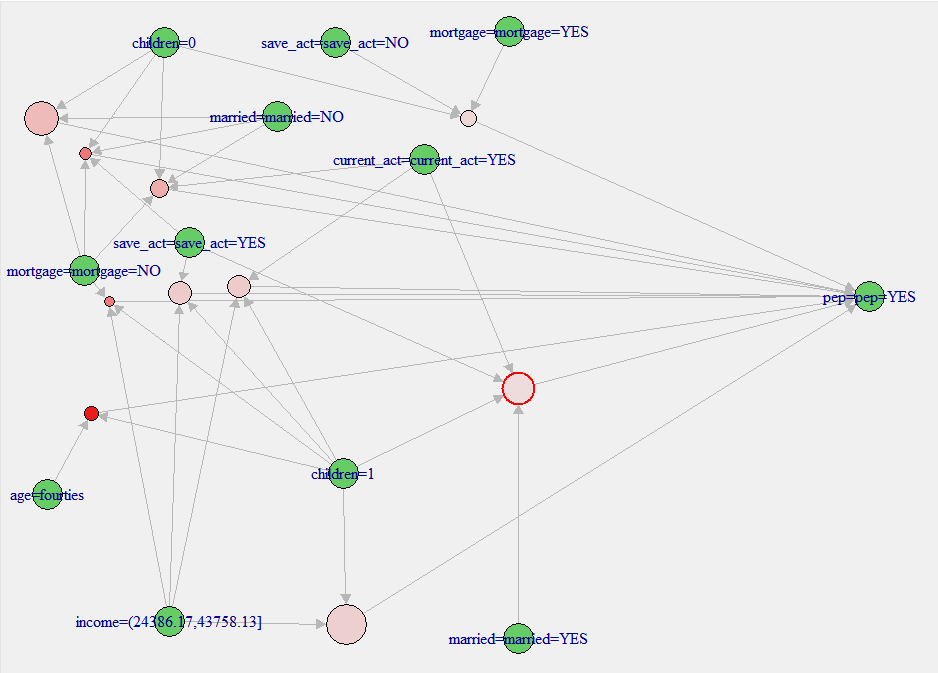 mortgage=mortgage=YES
children=0
save_act=save_act=NO
married=married=NO
current_act=current_act=YES
save_act=save_act=YES
mortgage=mortgage=NO
pep=pep=YES
children=1
age=fourties
income=(24386.17,43758.13]
married=married=YES